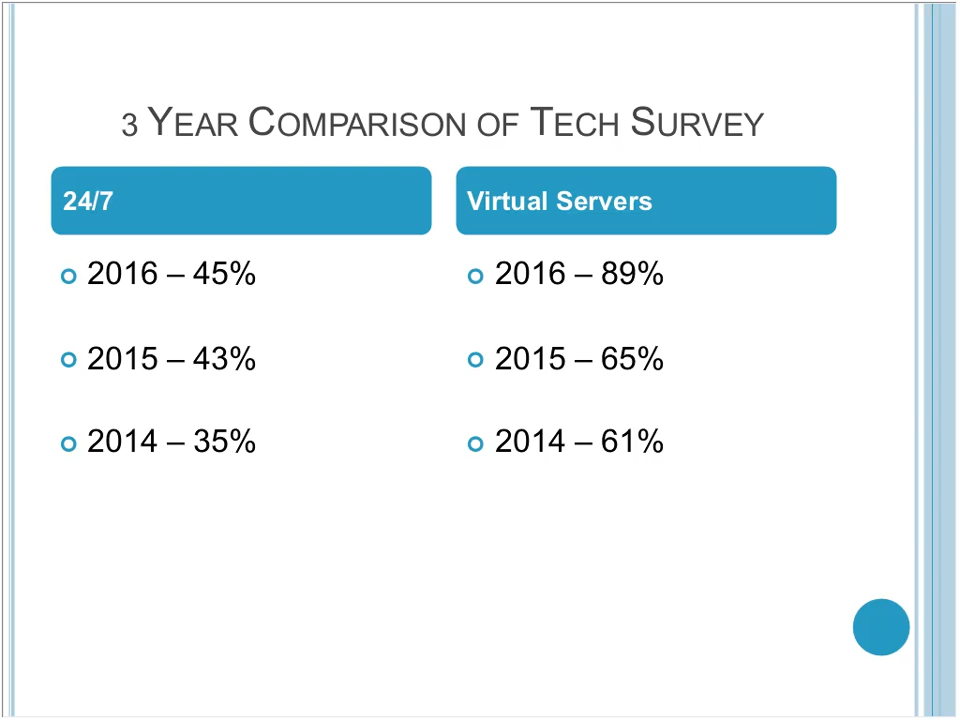 3 YEAR COMPARISON OF TECH SURVEY
24/7
2016 – 45%
2015 – 43%
2014 – 35%
Virtual Servers
2016 – 89%
2015 – 65%
2014 – 61%